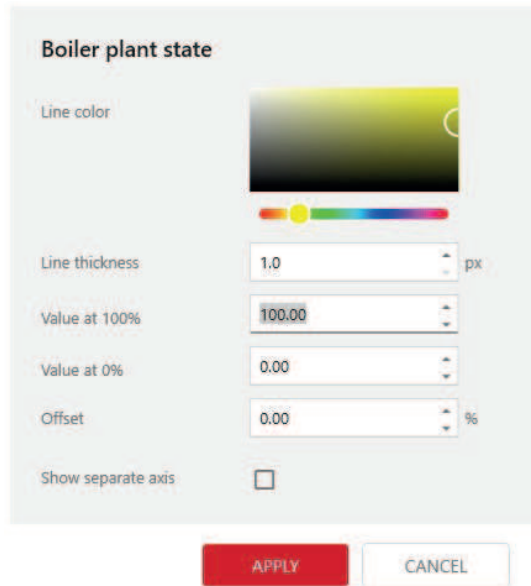 Boiler plant state
Line color
Line thickness 1.0 px
Value at 100% 100.00
Value at 0% 0.00
Offset 0.00 %
Show separate axis
APPLY CANCEL